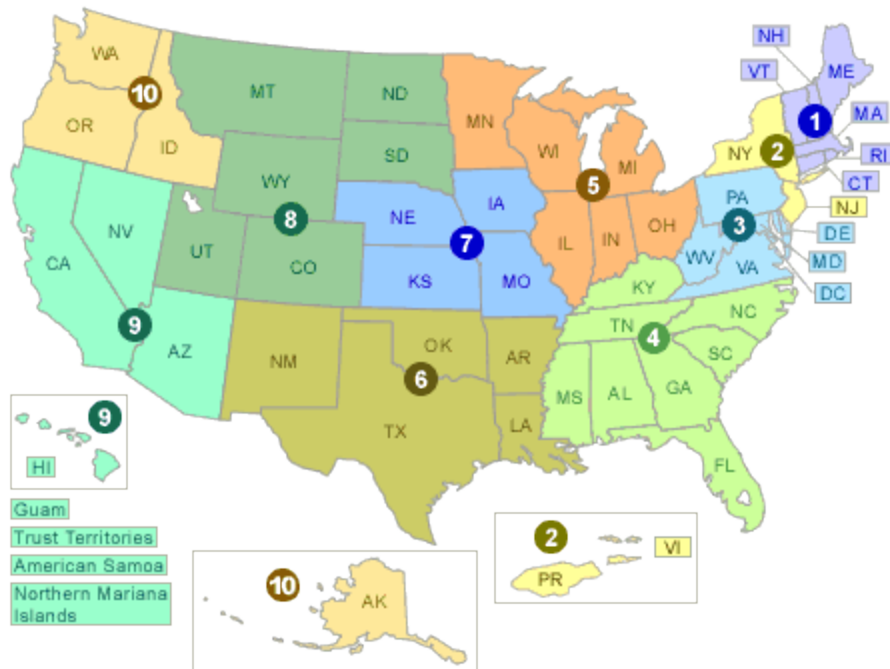 NH
WA
ME
VT
MT
ND
10
MN
1
MA
OR
ID
WI
MI
NY
2
RI
SD
CT
WY
5
PA
NJ
NE
IA
8
3
DE
NV
7
OH
UT
IL
IN
WV
MD
CA
CO
KS
MO
VA
KY
DC
NC
9
TN
4
OK
AZ
NM
AR
SC
6
MS
AL
GA
9
TX
LA
HI
FL
Guam
2
Trust Territories
VI
American Samoa
10
PR
Northern Mariana
Islands
AK